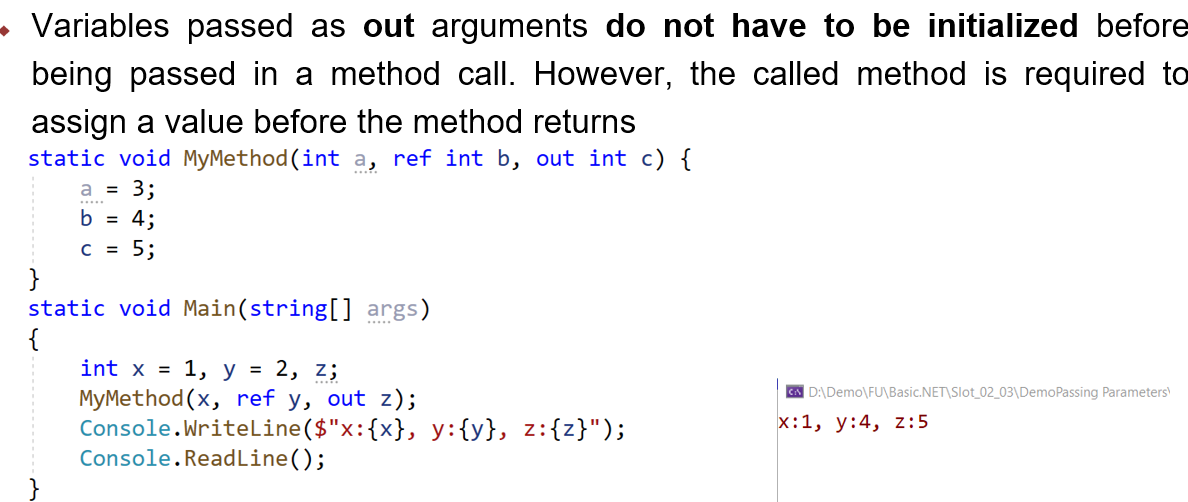 Variables passed as out arguments do not have to be initialized before
being passed in a method call. However, the called method is required to
assign a value before the method returns
static void MyMethod(int a, ref int b, out int c) {
a = 3;
b = 4;
c = 5;
}
static void Main(string[] args)
{
int x = 1, y = 2, z;
MyMethod(x, ref y, out z);
Console.WriteLine($"x:{x}, y:{y}, z:{z}");
Console.ReadLine();
}
D:\Demo\FU\Basic.NET\Slot_02_03\DemoPassing Parameters\
x:1, y:4, z:5